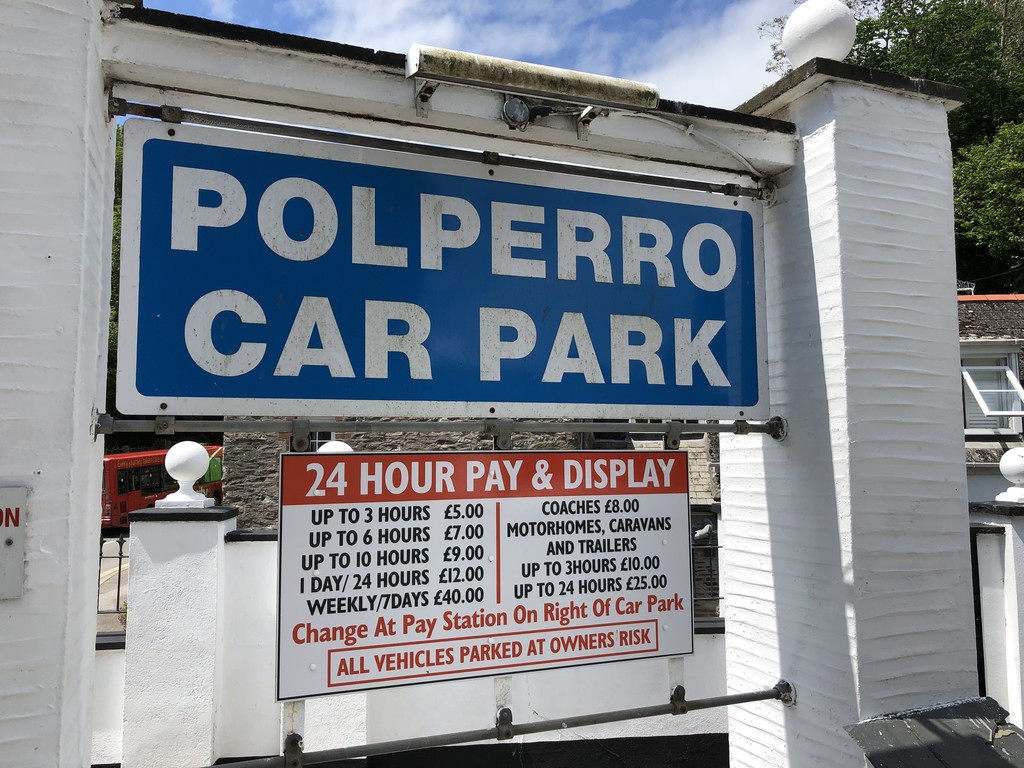 POLPERRO
CAR PARK
24 HOUR PAY & DISPLAY
UP TO 3 HOURS £5.00
UP TO 6 HOURS £7.00
UP TO 10 HOURS £9.00
1 DAY/ 24 HOURS £12.00
WEEKLY/7DAYS £40.00
COACHES £8.00
MOTORHOMES, CARAVANS
AND TRAILERS
UP TO 3HOURS £10.00
UP TO 24 HOURS £25.00
Change At Pay Station On Right Of Car Park
ALL VEHICLES PARKED AT OWNERS RISK
ON